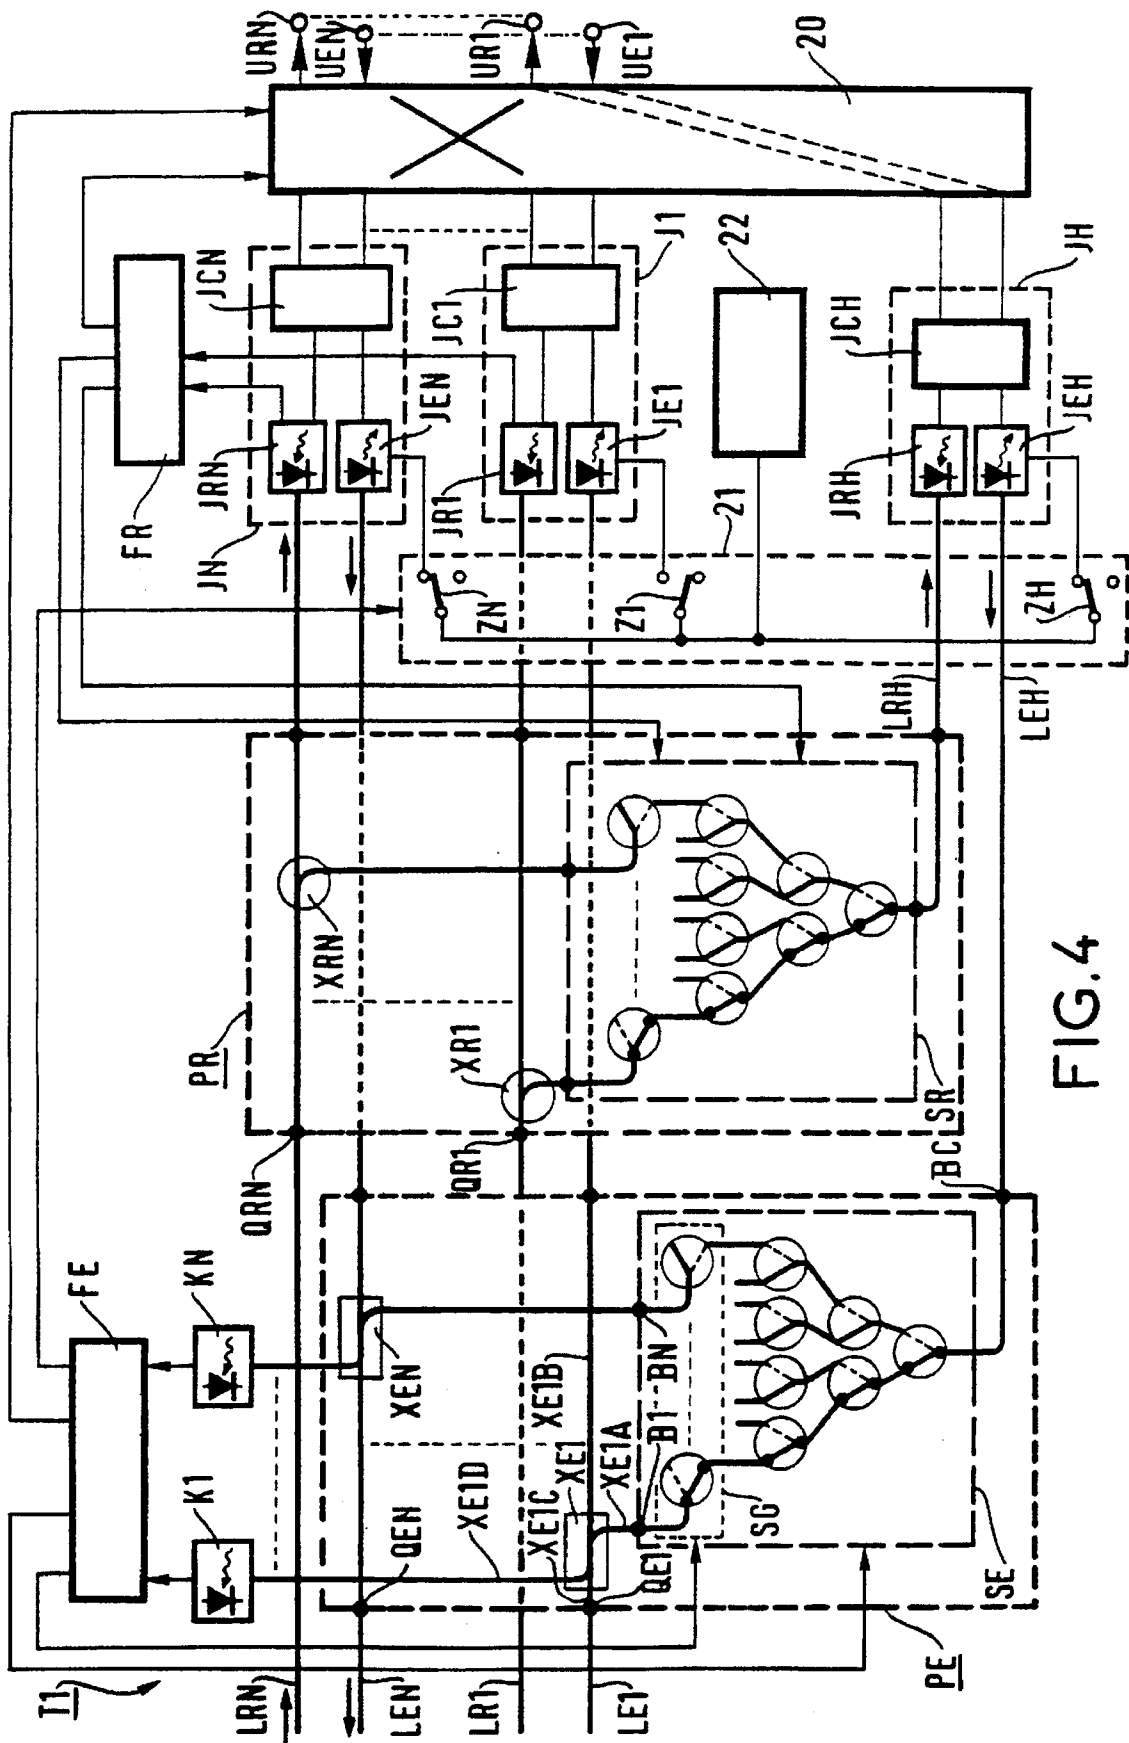 T1
FE
K1
KN
LRN
LEN
LR1
LE1
QEN
XE1D
XE1C
XE1
XE1A
XE1B
QE1
B1
BN
XEN
SG
SE
PE
QRN
PR
XRN
QR1
XR1
BC
SR
LRH
LEH
FR
JN
JRN
JEN
JCN
JR1
JE1
JC1
J1
ZN
Z1
ZH
21
22
JRH
JEH
JCH
JH
URN
UEN
UR1
UE1
20
FIG.4